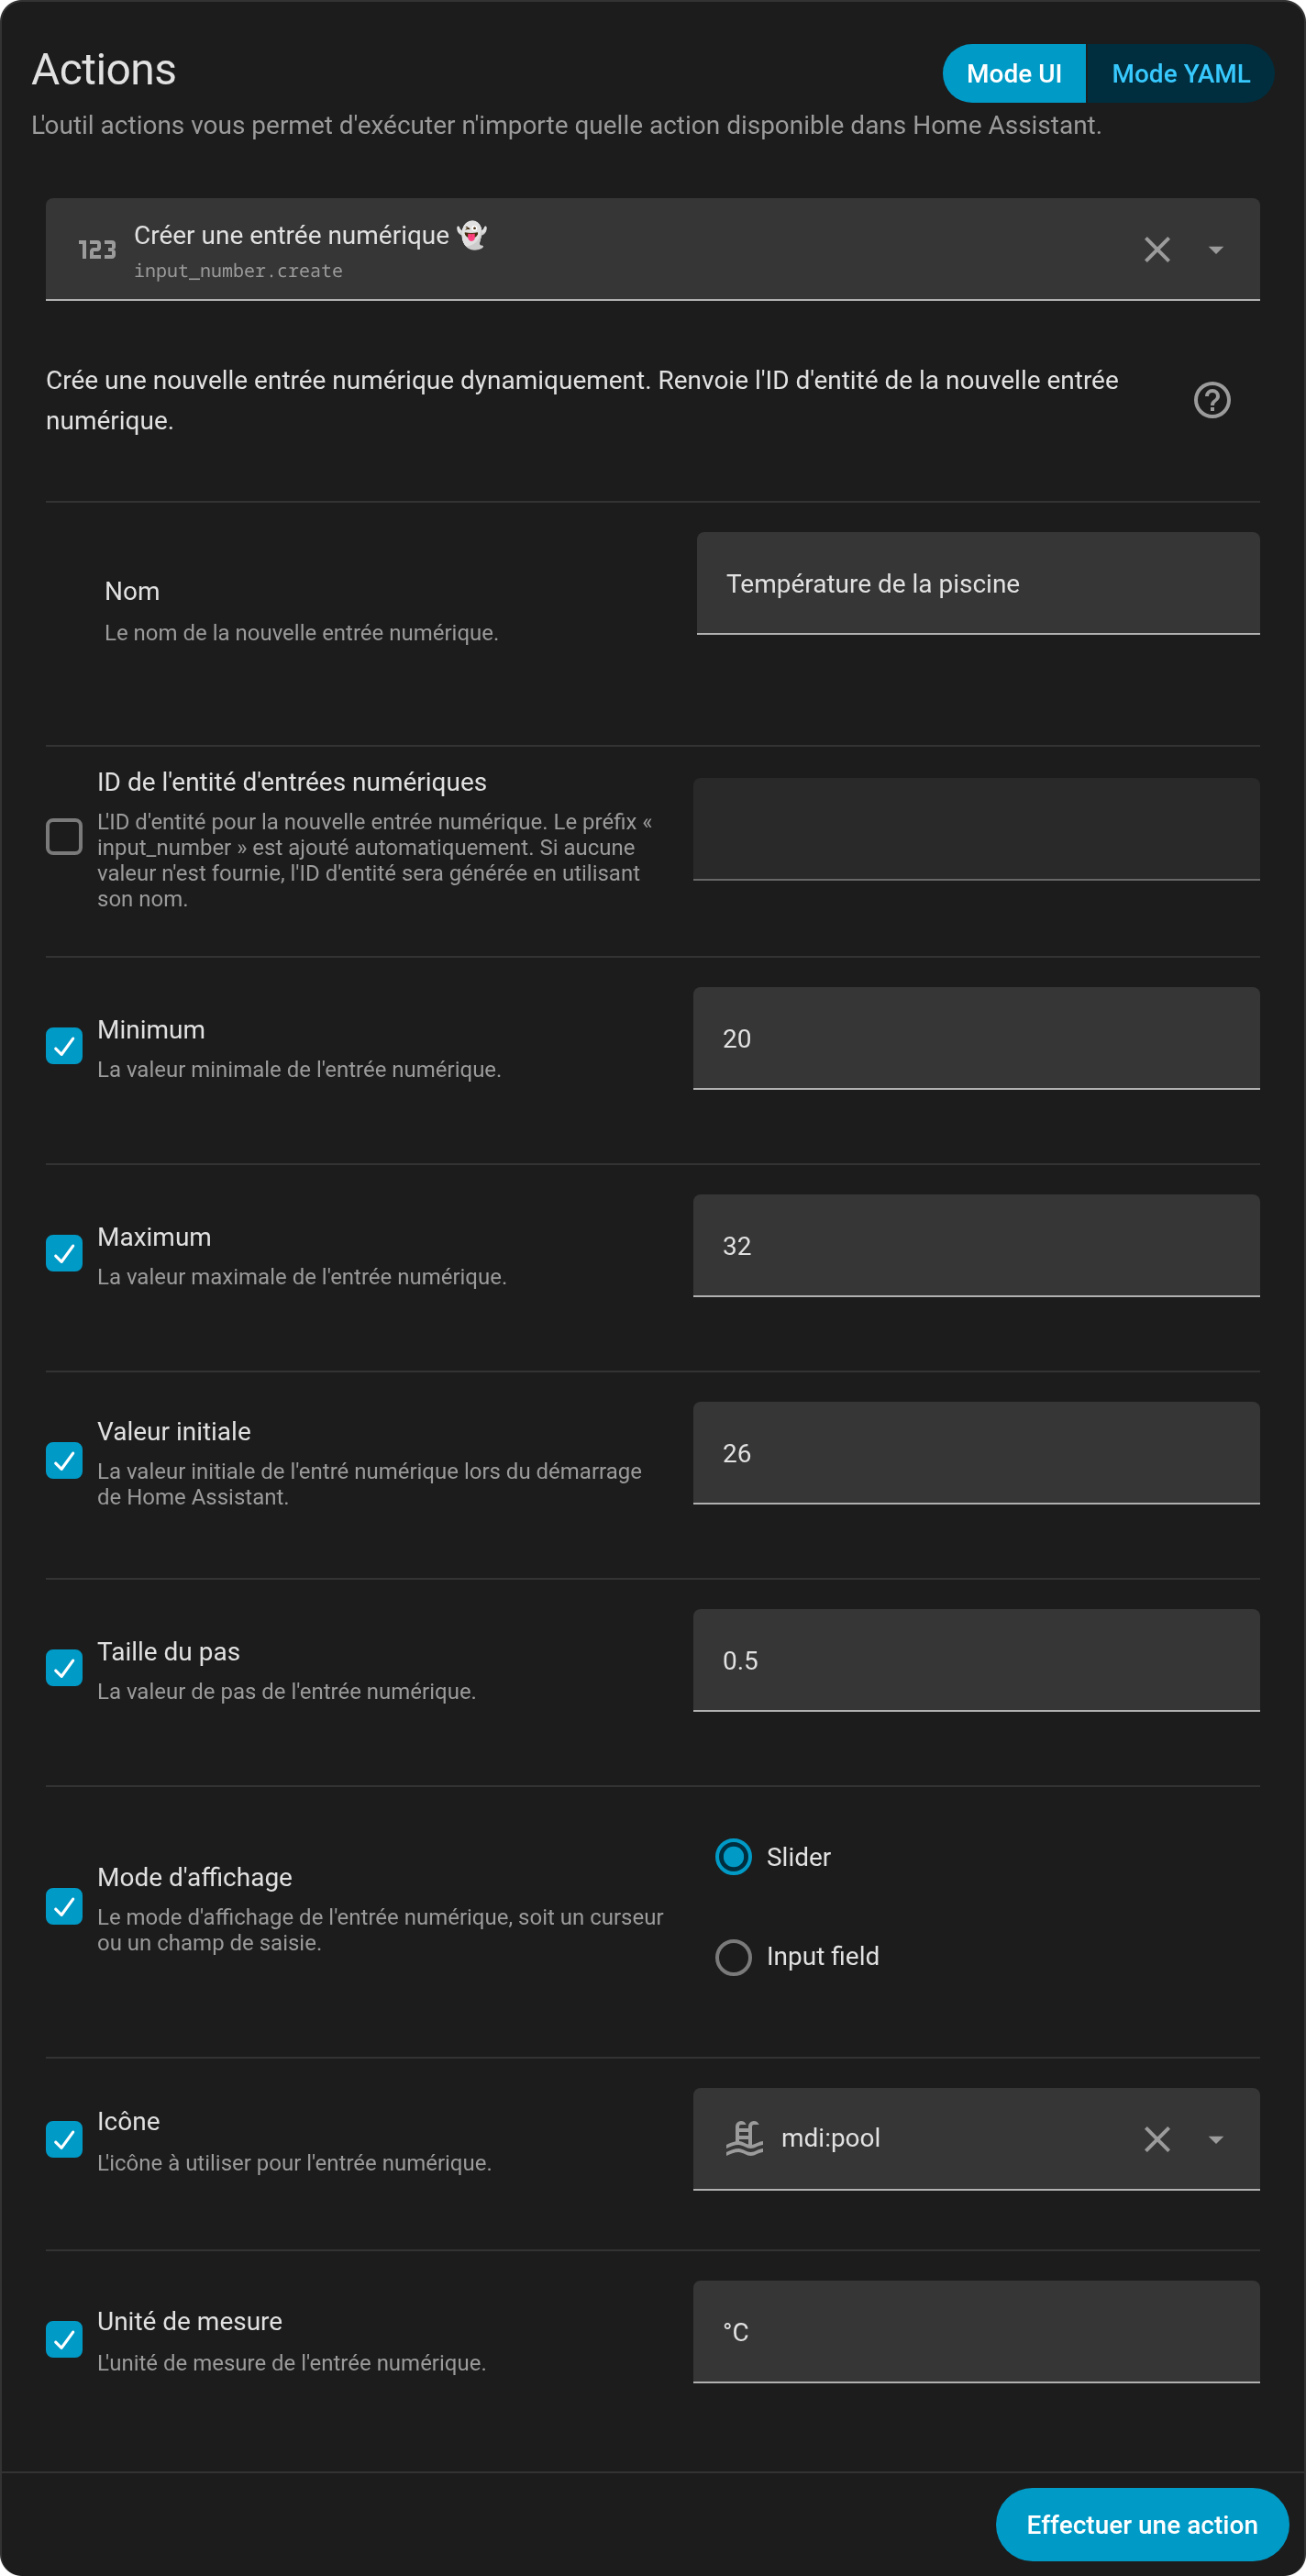 Actions
Mode UI
Mode YAML
L'outil actions vous permet d'exécuter n'importe quelle action disponible dans Home Assistant.
123
Créer une entrée numérique 👻
input_number.create
Crée une nouvelle entrée numérique dynamiquement. Renvoie l'ID d'entité de la nouvelle entrée
numérique.
Nom
Le nom de la nouvelle entrée numérique.
Température de la piscine
ID de l'entité d'entrées numériques
L'ID d'entité pour la nouvelle entrée numérique. Le préfix «
input_number » est ajouté automatiquement. Si aucune
valeur n'est fournie, l'ID d'entité sera générée en utilisant
son nom.
Minimum
La valeur minimale de l'entrée numérique.
20
Maximum
La valeur maximale de l'entrée numérique.
32
Valeur initiale
La valeur initiale de l'entré numérique lors du démarrage
de Home Assistant.
26
Taille du pas
La valeur de pas de l'entrée numérique.
0.5
Mode d'affichage
Le mode d'affichage de l'entrée numérique, soit un curseur
ou un champ de saisie.
Slider
Input field
Icône
L'icône à utiliser pour l'entrée numérique.
mdi:pool
Unité de mesure
L'unité de mesure de l'entrée numérique.
°C
Effectuer une action